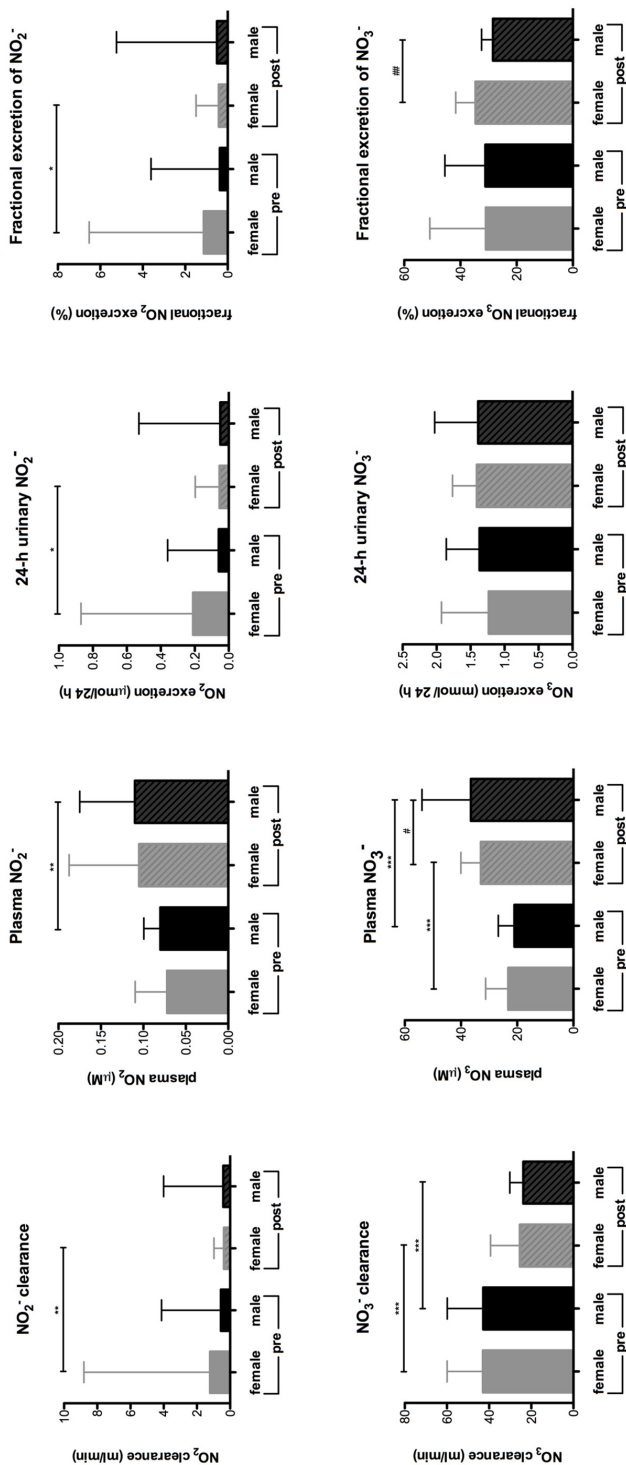 NO₂⁻ clearance
NO₂ clearance (ml/min)
10
8
6
4
2
0
**
female
male
female
male
pre
post
Plasma NO₂⁻
plasma NO₂ (µM)
0.20
0.15
0.10
0.05
0.00
**
female
male
female
male
pre
post
24-h urinary NO₂⁻
NO₂ excretion (µmol/24 h)
1.0
0.8
0.6
0.4
0.2
0.0
*
female
male
female
male
pre
post
Fractional excretion of NO₂⁻
fractional NO₂ excretion (%)
8
6
4
2
0
*
female
male
female
male
pre
post
NO₃⁻ clearance
NO₃ clearance (ml/min)
80
60
40
20
0
***
***
female
male
female
male
pre
post
Plasma NO₃⁻
plasma NO₃ (µM)
60
40
20
0
***
***
#
female
male
female
male
pre
post
24-h urinary NO₃⁻
NO₃ excretion (mmol/24 h)
2.5
2.0
1.5
1.0
0.5
0.0
female
male
female
male
pre
post
Fractional excretion of NO₃⁻
fractional NO₃ excretion (%)
60
40
20
0
##
female
male
female
male
pre
post